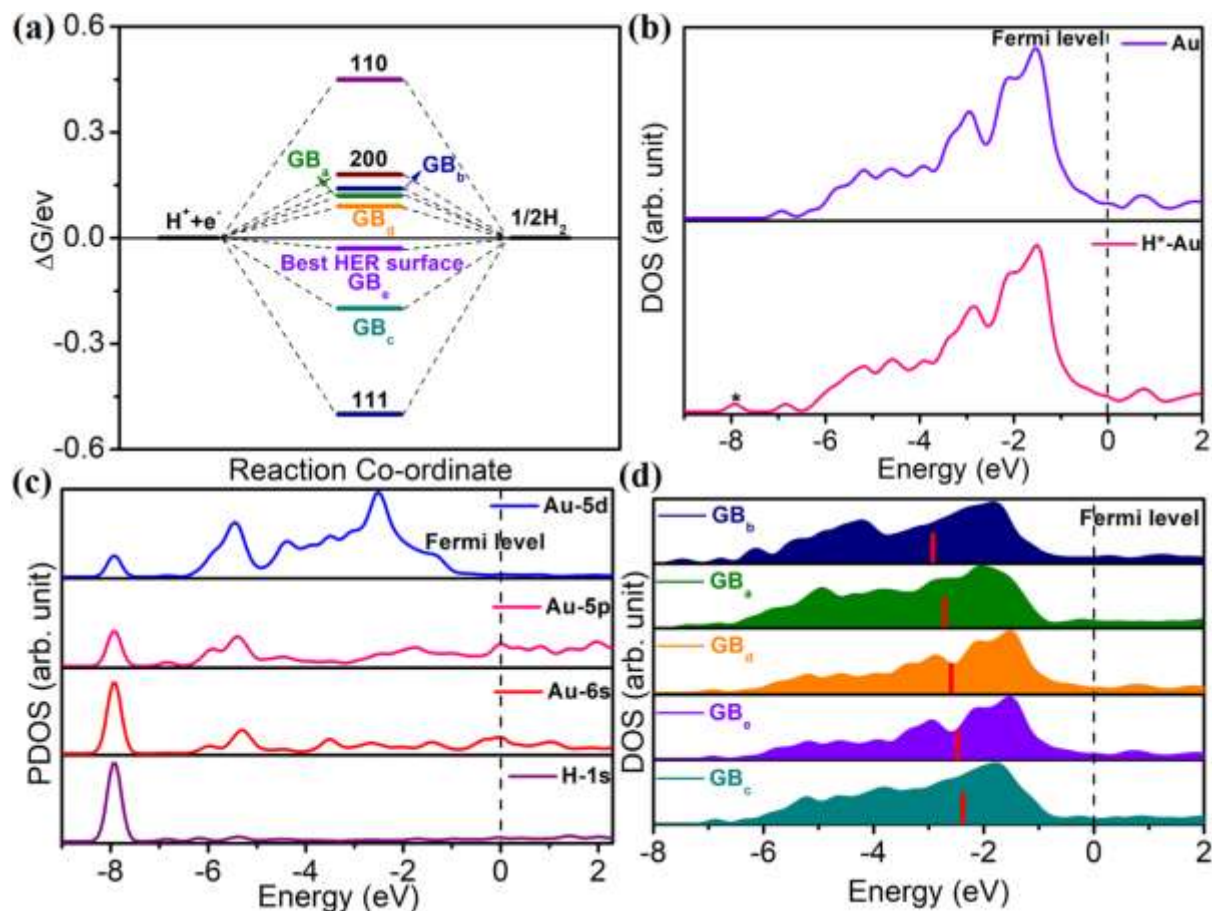 (a)
0.6
0.3
0.0
-0.3
-0.6
ΔG/ev
110
200
GBa
GBb
GBd
H⁺+e⁻
1/2H₂
Best HER surface
GBe
GBc
111
Reaction Co-ordinate
(b)
Fermi level
Au
H*-Au
*
DOS (arb. unit)
-8 -6 -4 -2 0 2
Energy (eV)
(c)
Au-5d
Fermi level
Au-5p
Au-6s
H-1s
PDOS (arb. unit)
-8 -6 -4 -2 0 2
Energy (eV)
(d)
GBb
Fermi level
GBa
GBd
GBe
GBc
DOS (arb. unit)
-8 -6 -4 -2 0 2
Energy (eV)